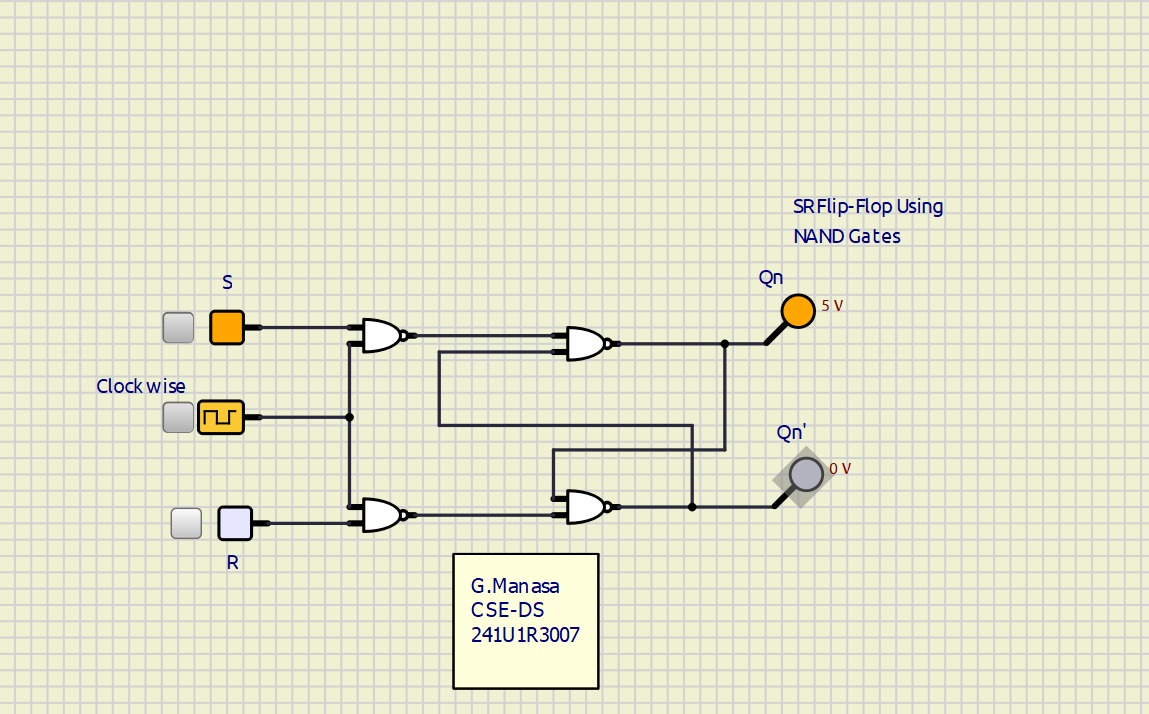 SR Flip-Flop Using
NAND Gates
S
Qn
5 V
Clock wise
Qn'
0 V
R
G.Manasa
CSE-DS
241U1R3007